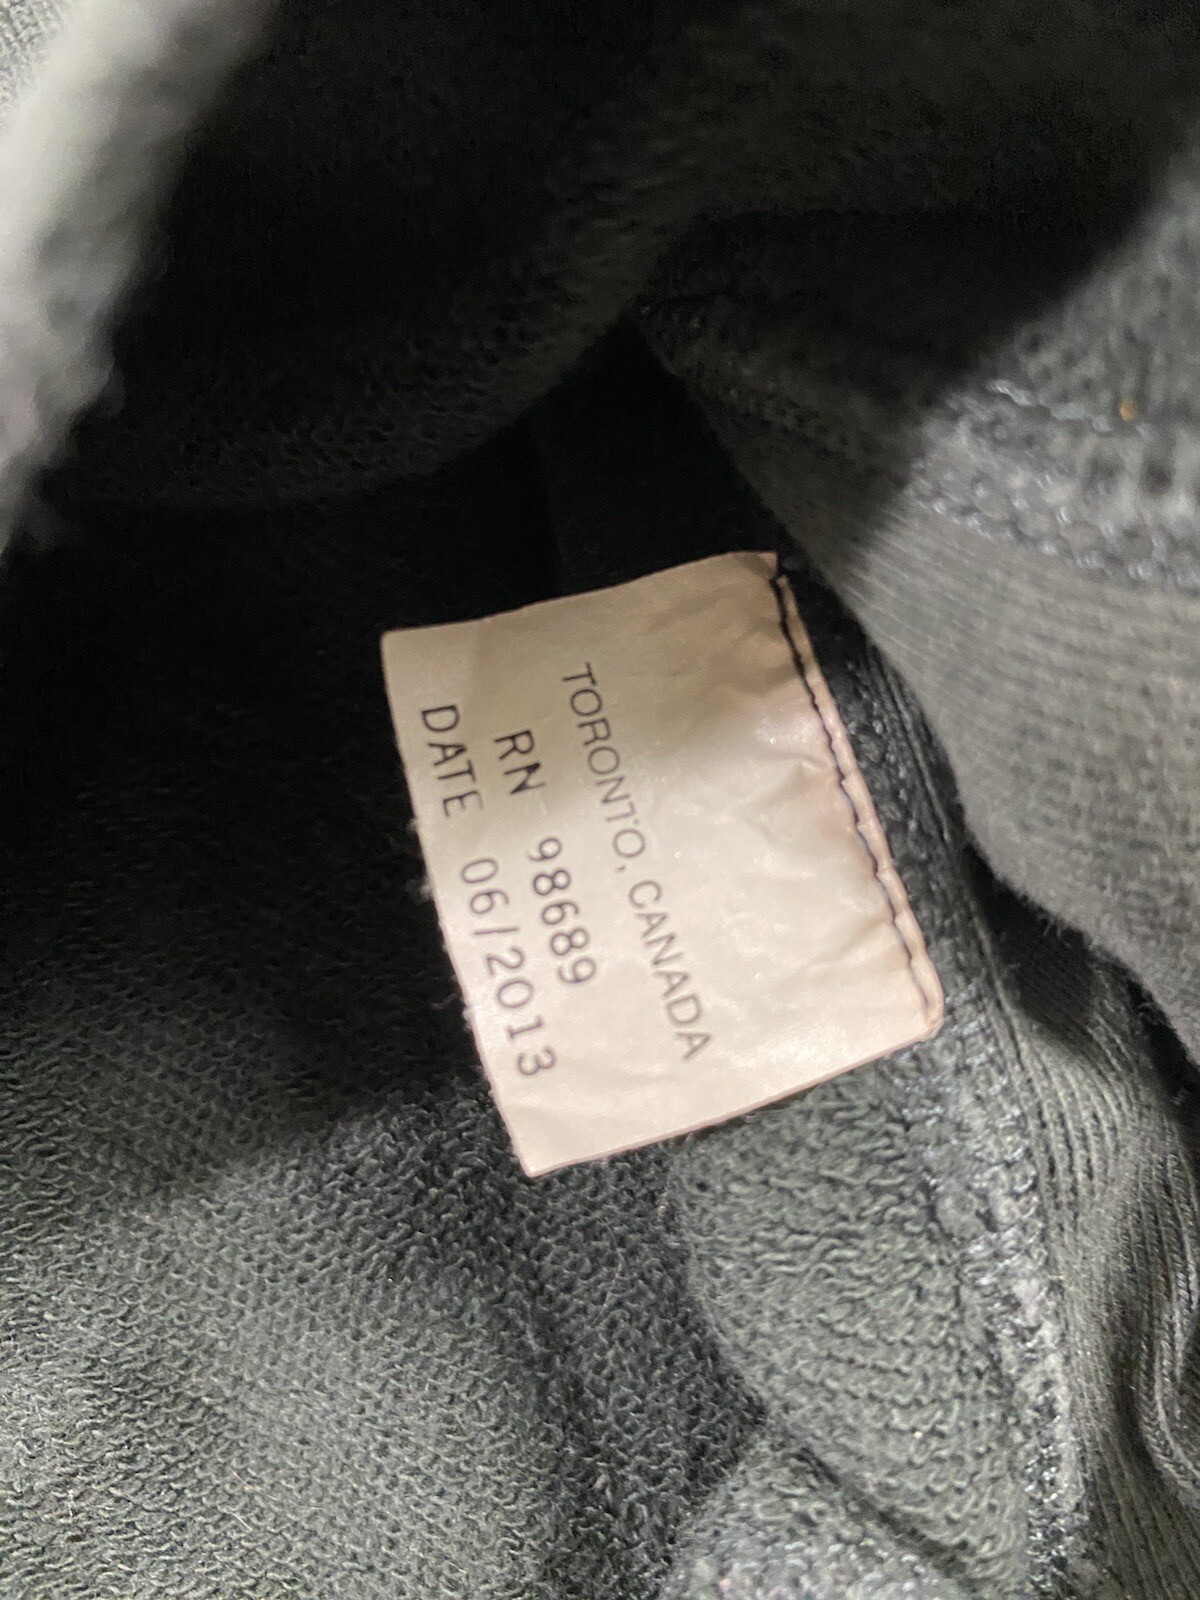 TORONTO, CANADA
RN 98689
DATE 06/2013